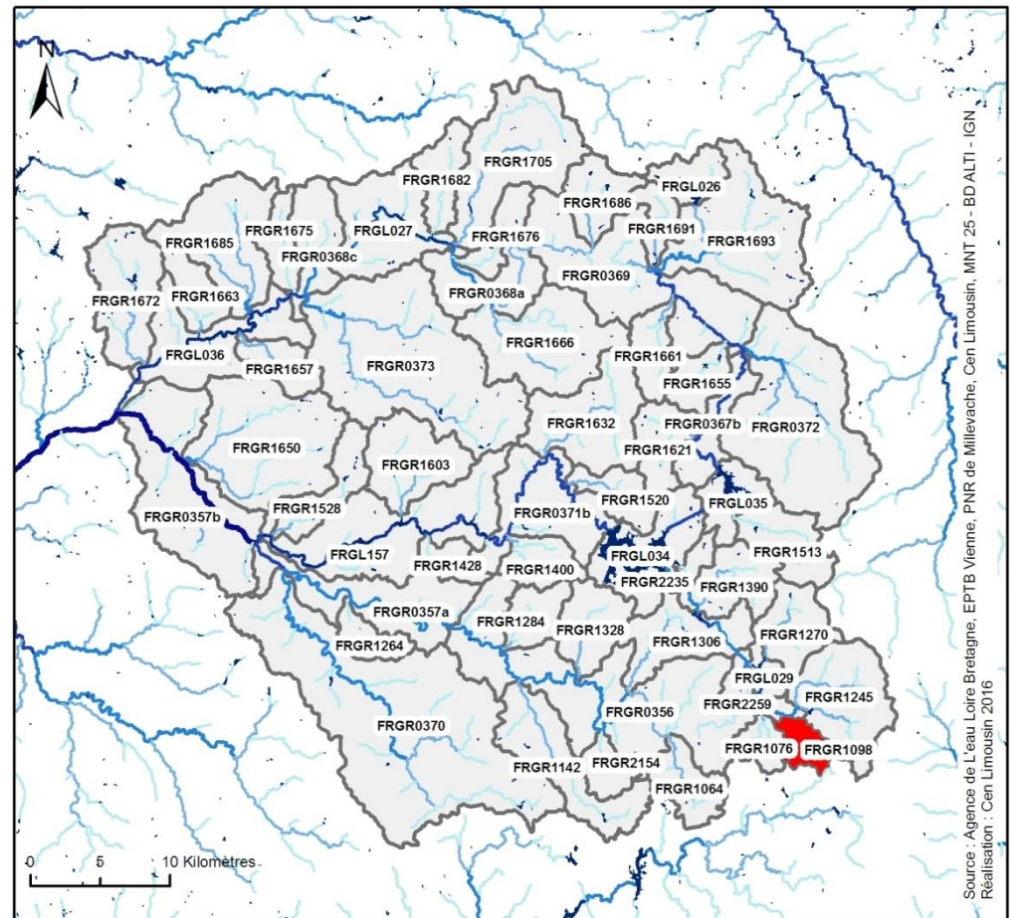 N
FRGR1705
FRGR1682
FRGL026
FRGR1686
FRGR1675
FRGL027
FRGR1676
FRGR1691
FRGR1685
FRGR1693
FRGR0368c
FRGR0369
FRGR1663
FRGR0368a
FRGR1672
FRGR1666
FRGL036
FRGR1661
FRGR1657
FRGR0373
FRGR1655
FRGR1632
FRGR0367b
FRGR0372
FRGR1650
FRGR1603
FRGR1621
FRGR1520
FRGL035
FRGR1528
FRGR0371b
FRGR0357b
FRGL157
FRGL034
FRGR1513
FRGR1428
FRGR1400
FRGR2235
FRGR1390
FRGR0357a
FRGR1284
FRGR1328
FRGR1306
FRGR1270
FRGR1264
FRGL029
FRGR1245
FRGR0356
FRGR2259
FRGR0370
FRGR1076
FRGR1098
FRGR1142
FRGR2154
FRGR1064
0 5 10 Kilomètres
Source : Agence de L'eau Loire Bretagne, EPTB Vienne, PNR de Millevache, Cen Limousin, MNT 25 - BD ALTI - IGN
Réalisation : Cen Limousin 2016